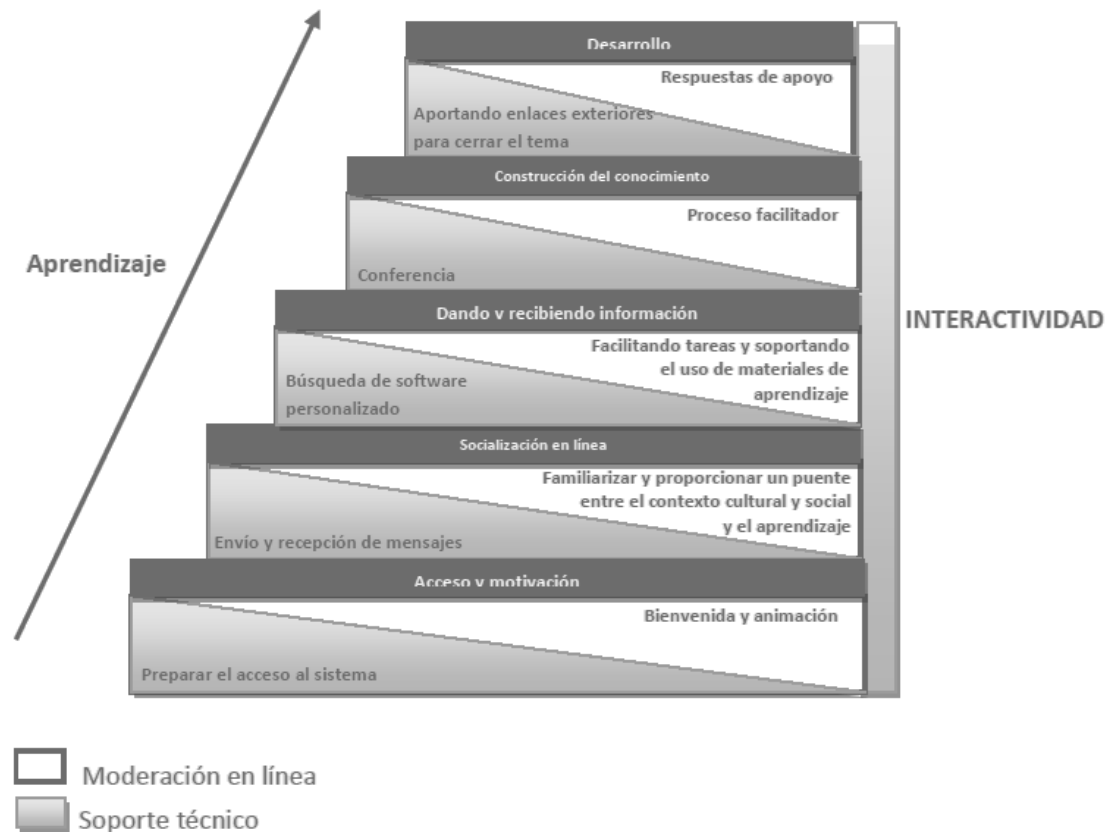 Desarrollo
Respuestas de apoyo
Aportando enlaces exteriores
para cerrar el tema
Construcción del conocimiento
Proceso facilitador
Conferencia
Aprendizaje
Dando y recibiendo información
INTERACTIVIDAD
Facilitando tareas y soportando
el uso de materiales de
aprendizaje
Búsqueda de software
personalizado
Socialización en línea
Familiarizar y proporcionar un puente
entre el contexto cultural y social
y el aprendizaje
Envío y recepción de mensajes
Acceso y motivación
Bienvenida y animación
Preparar el acceso al sistema
Moderación en línea
Soporte técnico